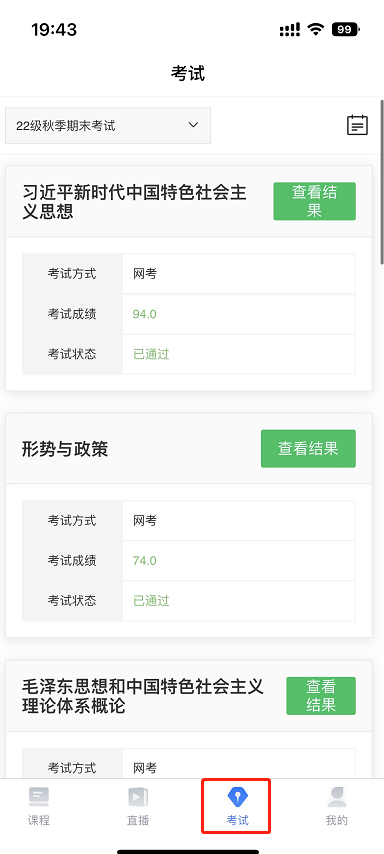 19:43
99
考试
22级秋季期末考试
习近平新时代中国特色社会主
义思想
查看结
果
考试方式
网考
考试成绩
94.0
考试状态
已通过
形势与政策
查看结果
考试方式
网考
考试成绩
74.0
考试状态
已通过
毛泽东思想和中国特色社会主义
理论体系概论
查看
结果
考试方式
网考
课程
直播
考试
我的